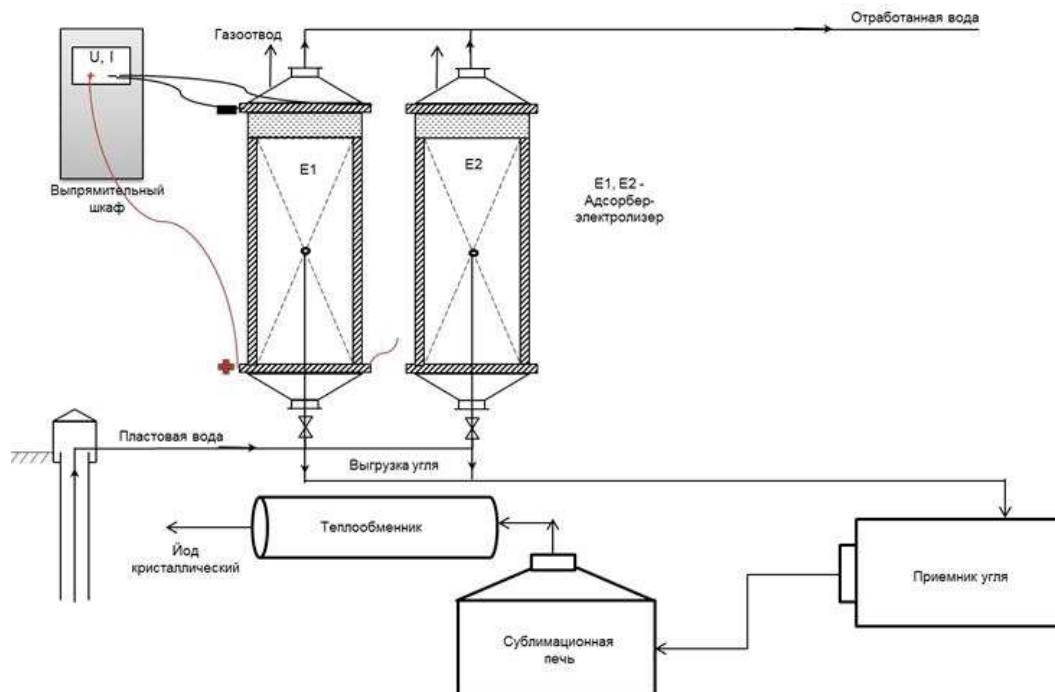 Отработанная вода
Газоотвод
U, I
+
-
Выпрямительный
шкаф
E1
E2
E1, E2 -
Адсорбер-
электролизер
Пластовая вода
Выгрузка угля
Теплообменник
Йод
кристаллический
Приемник угля
Сублимационная
печь